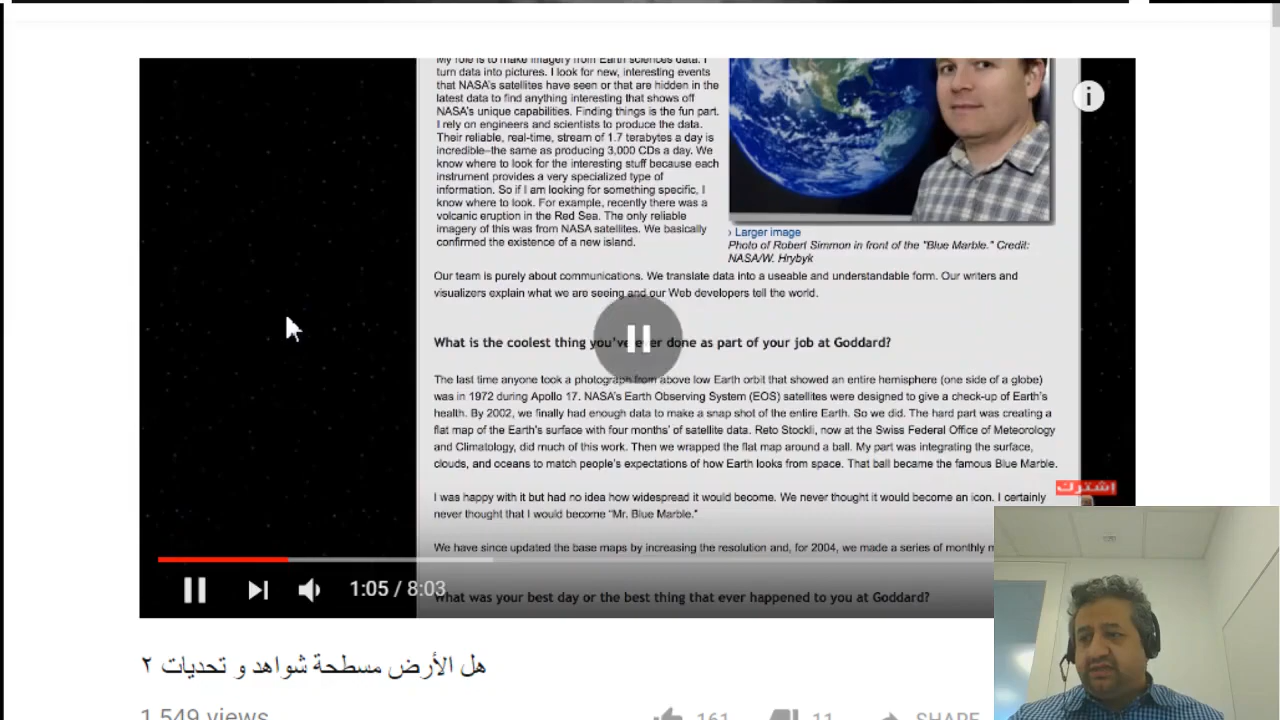 My role is to make imagery from Earth sciences data. I
turn data into pictures. I look for new, interesting events
that NASA's satellites have seen or that are hidden in the
latest data to find anything interesting that shows off
NASA's unique capabilities. Finding things is the fun part.
I rely on engineers and scientists to produce the data.
Their reliable, real-time, stream of 1.7 terabytes a day is
incredible–the same as producing 3,000 CDs a day. We
know where to look for the interesting stuff because each
instrument provides a very specialized type of
information. So if I am looking for something specific, I
know where to look. For example, recently there was a
volcanic eruption in the Red Sea. The only reliable
imagery of this was from NASA satellites. We basically
confirmed the existence of a new island.
› Larger image
Photo of Robert Simmon in front of the "Blue Marble." Credit:
NASA/W. Hrybyk
Our team is purely about communications. We translate data into a useable and understandable form. Our writers and
visualizers explain what we are seeing and our Web developers tell the world.
What is the coolest thing you've ever done as part of your job at Goddard?
The last time anyone took a photograph from above low Earth orbit that showed an entire hemisphere (one side of a globe)
was in 1972 during Apollo 17. NASA's Earth Observing System (EOS) satellites were designed to give a check-up of Earth's
health. By 2002, we finally had enough data to make a snap shot of the entire Earth. So we did. The hard part was creating a
flat map of the Earth's surface with four months' of satellite data. Reto Stockli, now at the Swiss Federal Office of Meteorology
and Climatology, did much of this work. Then we wrapped the flat map around a ball. My part was integrating the surface,
clouds, and oceans to match people's expectations of how Earth looks from space. That ball became the famous Blue Marble.
اشترك
I was happy with it but had no idea how widespread it would become. We never thought it would become an icon. I certainly
never thought that I would become "Mr. Blue Marble."
We have since updated the base maps by increasing the resolution and, for 2004, we made a series of monthly
1:05 / 8:03
What was your best day or the best thing that ever happened to you at Goddard?
هل الأرض مسطحة شواهد و تحديات ٢
1,549 views
161
11
SHARE